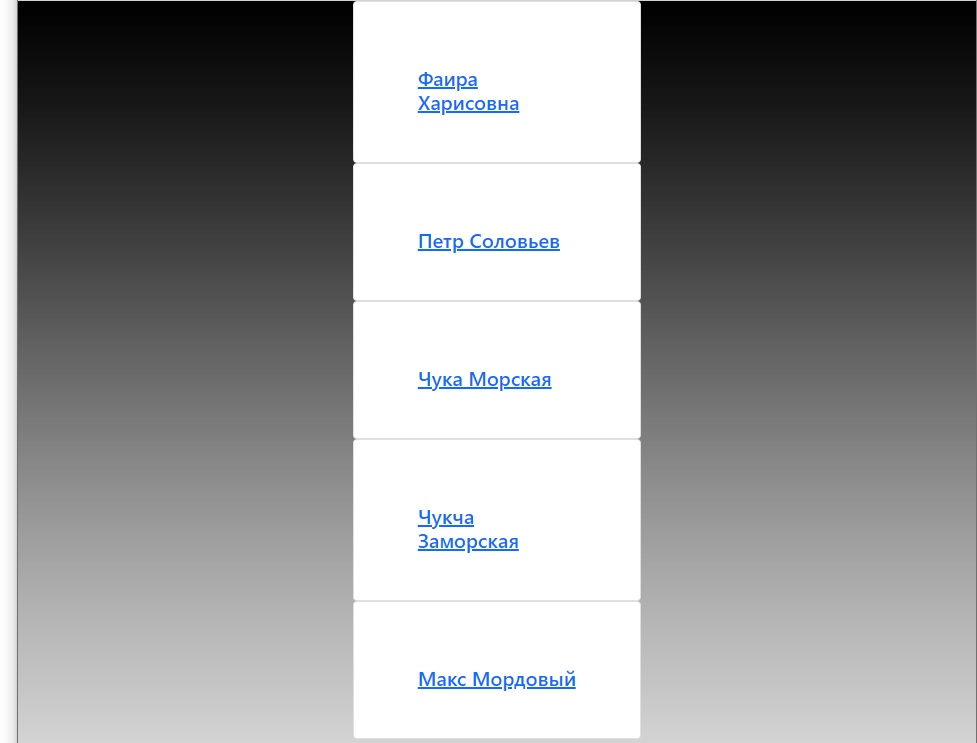 Фаира
Харисовна
Петр Соловьев
Чука Морская
Чукча
Заморская
Макс Мордовый